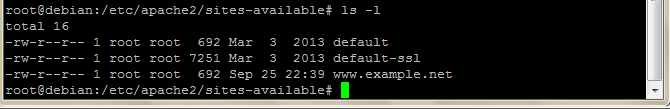 root@debian:/etc/apache2/sites-available# ls -l
total 16
-rw-r--r-- 1 root root  692 Mar  3  2013 default
-rw-r--r-- 1 root root 7251 Mar  3  2013 default-ssl
-rw-r--r-- 1 root root  692 Sep 25 22:39 www.example.net
root@debian:/etc/apache2/sites-available#